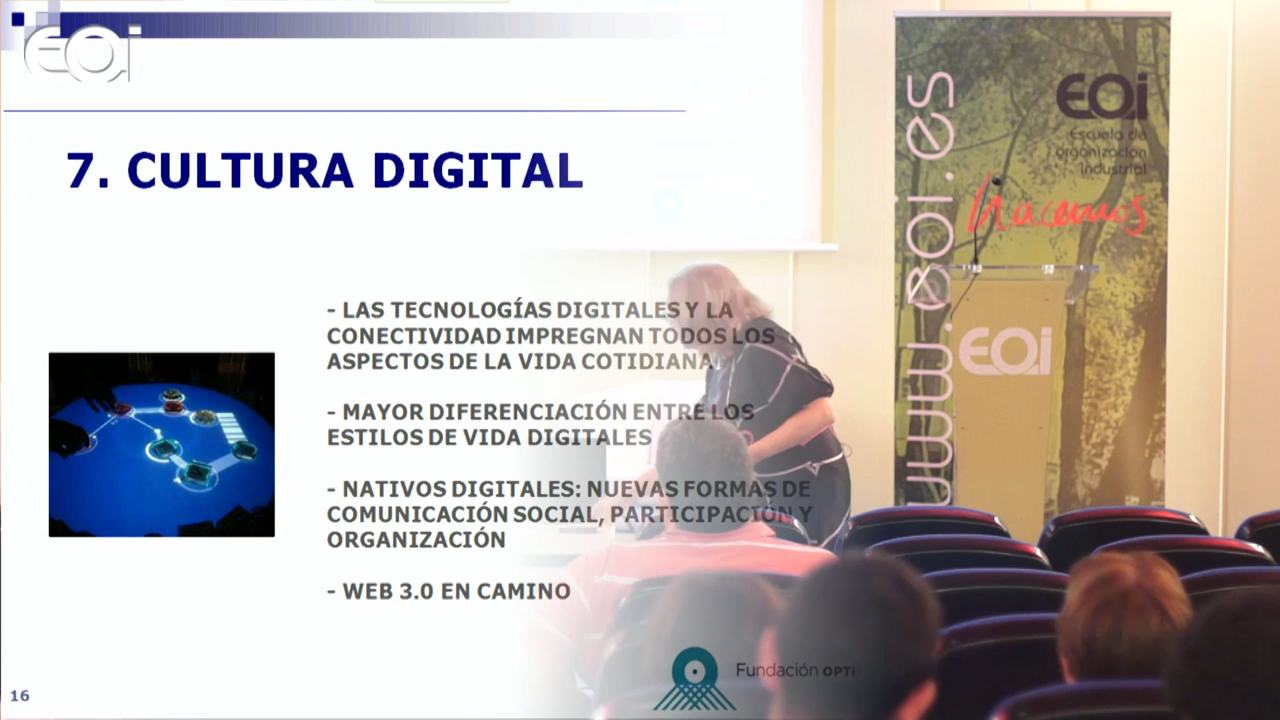 EOi
7. CULTURA DIGITAL
- LAS TECNOLOGÍAS DIGITALES Y LA
CONECTIVIDAD IMPREGNAN TODOS LOS
ASPECTOS DE LA VIDA COTIDIANA
- MAYOR DIFERENCIACIÓN ENTRE LOS
ESTILOS DE VIDA DIGITALES
- NATIVOS DIGITALES: NUEVAS FORMAS DE
COMUNICACIÓN SOCIAL, PARTICIPACIÓN Y
ORGANIZACIÓN
- WEB 3.0 EN CAMINO
16
Fundación OPTI
www.eoi.es
EOi
Escuela de
organización
industrial
hacemos
EOi